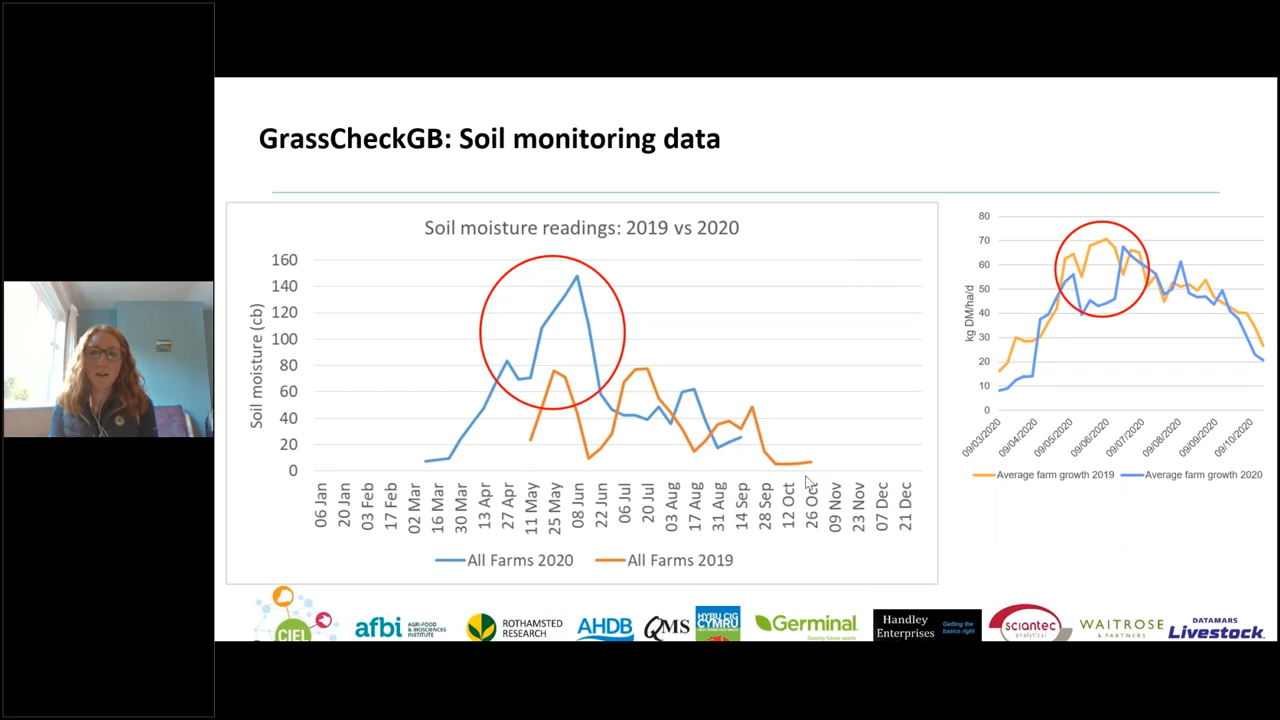 GrassCheckGB: Soil monitoring data
Soil moisture readings: 2019 vs 2020
Soil moisture (cb)
160
140
120
100
80
60
40
20
0
06 Jan
20 Jan
03 Feb
17 Feb
02 Mar
16 Mar
30 Mar
13 Apr
27 Apr
11 May
25 May
08 Jun
22 Jun
06 Jul
20 Jul
03 Aug
17 Aug
31 Aug
14 Sep
28 Sep
12 Oct
26 Oct
09 Nov
23 Nov
07 Dec
21 Dec
All Farms 2020
All Farms 2019
kg DM/ha/d
80
70
60
50
40
30
20
10
0
09/03/2020
09/04/2020
09/05/2020
09/06/2020
09/07/2020
09/08/2020
09/09/2020
09/10/2020
Average farm growth 2019
Average farm growth 2020
CIEL
afbi
AGRI-FOOD
& BIOSCIENCES
INSTITUTE
ROTHAMSTED
RESEARCH
AHDB
QMS
HYBU CIG
CYMRU
Germinal
Handley
Enterprises
Getting the
basics right
sciantec
analytical
WAITROSE
& PARTNERS
DATAMARS
Livestock